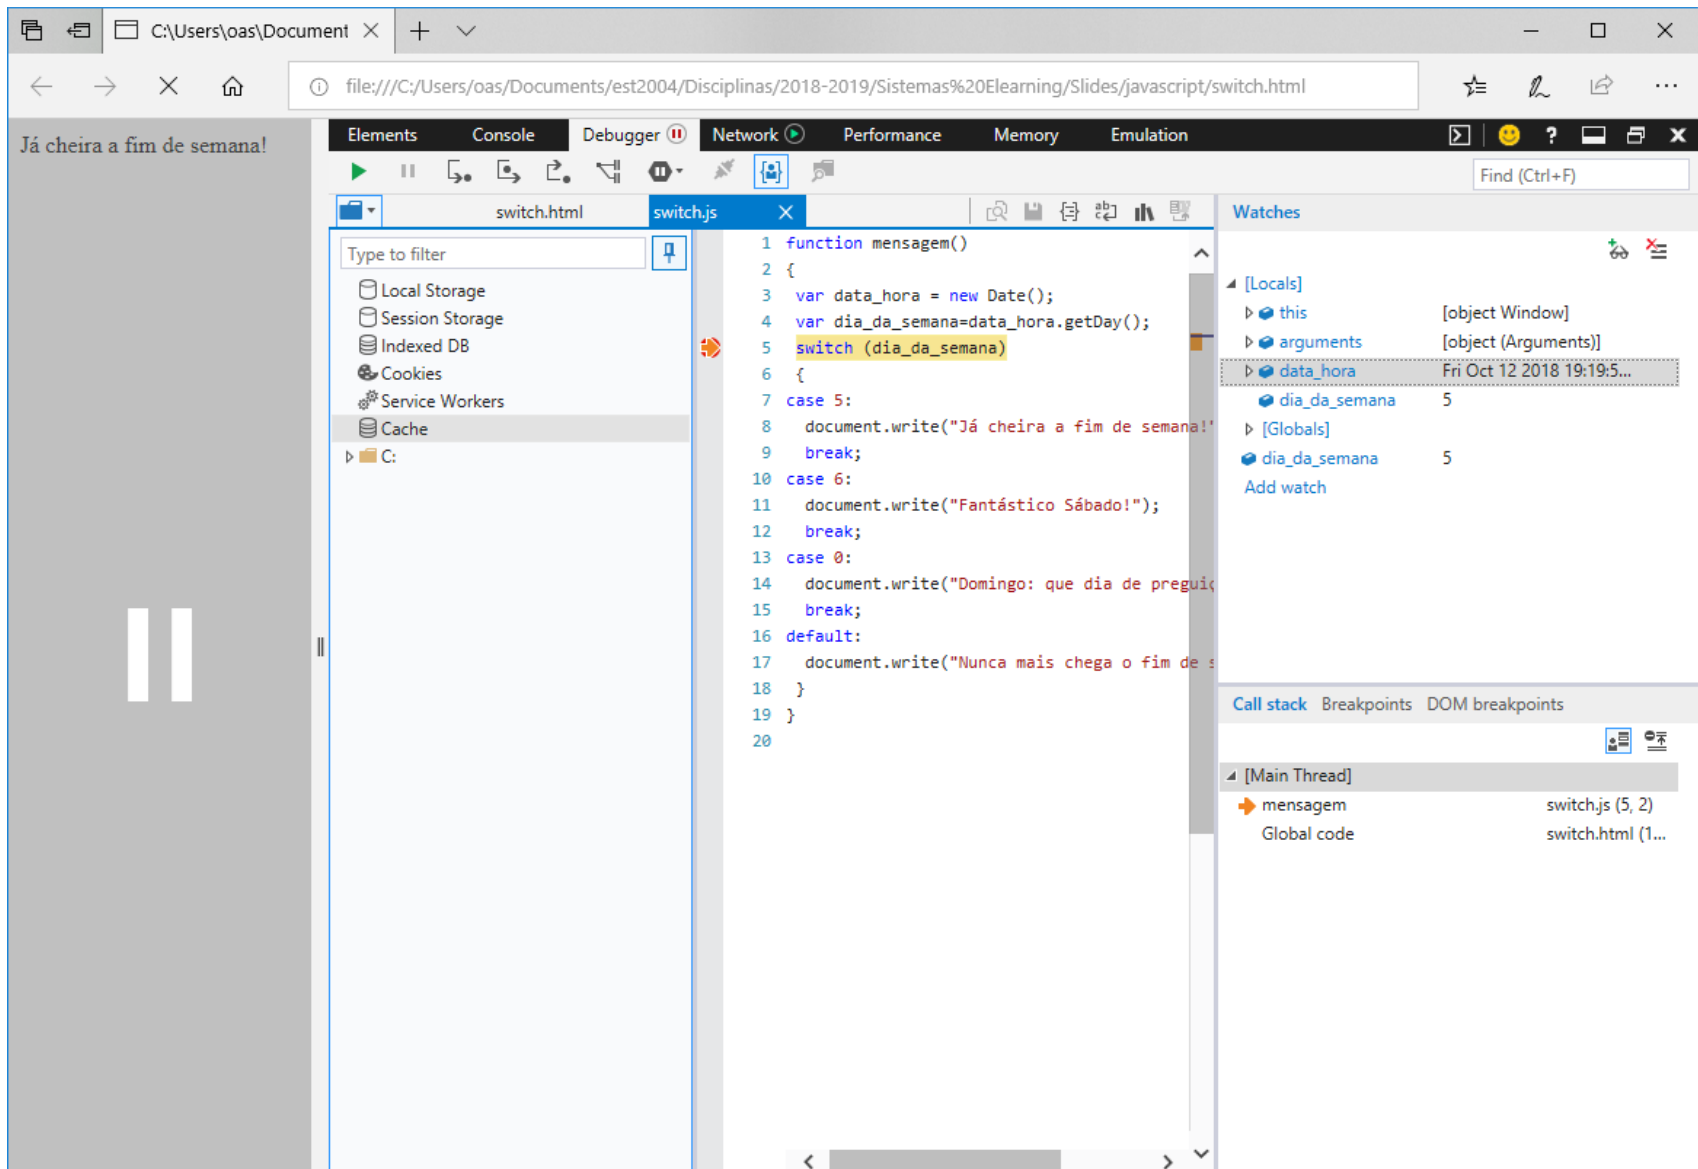 C:\Users\oas\Document
file:///C:/Users/oas/Documents/est2004/Disciplinas/2018-2019/Sistemas%20Elearning/Slides/javascript/switch.html
Já cheira a fim de semana!
Elements Console Debugger Network Performance Memory Emulation
?
Find (Ctrl+F)
switch.html switch.js
Type to filter
Local Storage
Session Storage
Indexed DB
Cookies
Service Workers
Cache
C:
1 function mensagem()
2 {
3 var data_hora = new Date();
4 var dia_da_semana=data_hora.getDay();
5 switch (dia_da_semana)
6 {
7 case 5:
8 document.write("Já cheira a fim de semana!"
9 break;
10 case 6:
11 document.write("Fantástico Sábado!");
12 break;
13 case 0:
14 document.write("Domingo: que dia de preguiç
15 break;
16 default:
17 document.write("Nunca mais chega o fim de s
18 }
19 }
20
Watches
[Locals]
this [object Window]
arguments [object (Arguments)]
data_hora Fri Oct 12 2018 19:19:5...
dia_da_semana 5
[Globals]
dia_da_semana 5
Add watch
Call stack Breakpoints DOM breakpoints
[Main Thread]
mensagem switch.js (5, 2)
Global code switch.html (1...